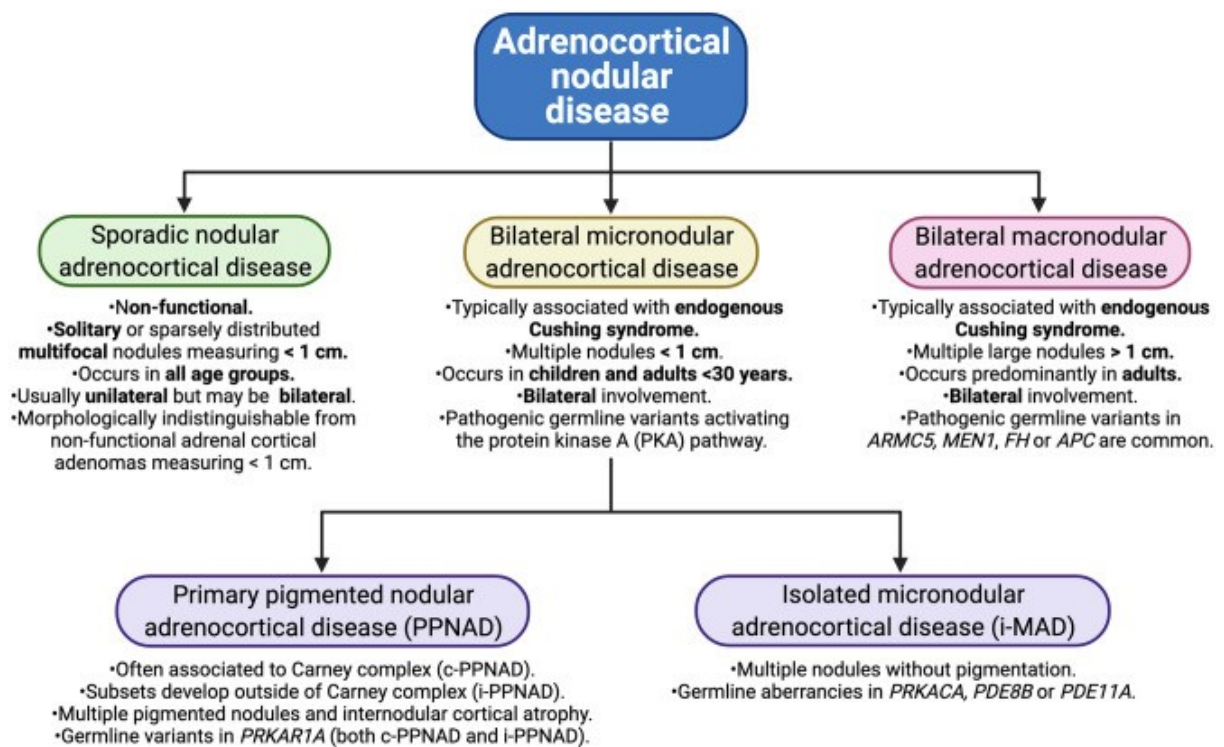 Adrenocortical
nodular
disease
Sporadic nodular
adrenocortical disease
•Non-functional.
•Solitary or sparsely distributed
multifocal nodules measuring < 1 cm.
•Occurs in all age groups.
•Usually unilateral but may be bilateral.
•Morphologically indistinguishable from
non-functional adrenal cortical
adenomas measuring < 1 cm.
Bilateral micronodular
adrenocortical disease
•Typically associated with endogenous
Cushing syndrome.
•Multiple nodules < 1 cm.
•Occurs in children and adults <30 years.
•Bilateral involvement.
•Pathogenic germline variants activating
the protein kinase A (PKA) pathway.
Bilateral macronodular
adrenocortical disease
•Typically associated with endogenous
Cushing syndrome.
•Multiple large nodules > 1 cm.
•Occurs predominantly in adults.
•Bilateral involvement.
•Pathogenic germline variants in
ARMC5, MEN1, FH or APC are common.
Primary pigmented nodular
adrenocortical disease (PPNAD)
•Often associated to Carney complex (c-PPNAD).
•Subsets develop outside of Carney complex (i-PPNAD).
•Multiple pigmented nodules and internodular cortical atrophy.
•Germline variants in PRKAR1A (both c-PPNAD and i-PPNAD).
Isolated micronodular
adrenocortical disease (i-MAD)
•Multiple nodules without pigmentation.
•Germline aberrancies in PRKACA, PDE8B or PDE11A.